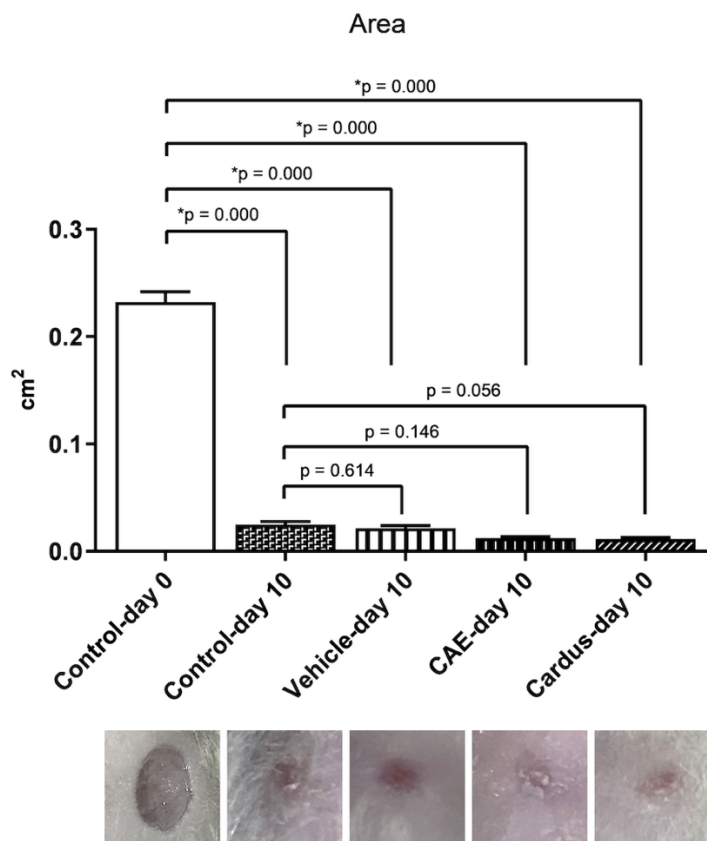 Area
*p = 0.000
*p = 0.000
*p = 0.000
*p = 0.000
0.3
0.2
0.1
0.0
cm²
p = 0.056
p = 0.146
p = 0.614
Control-day 0
Control-day 10
Vehicle-day 10
CAE-day 10
Cardus-day 10